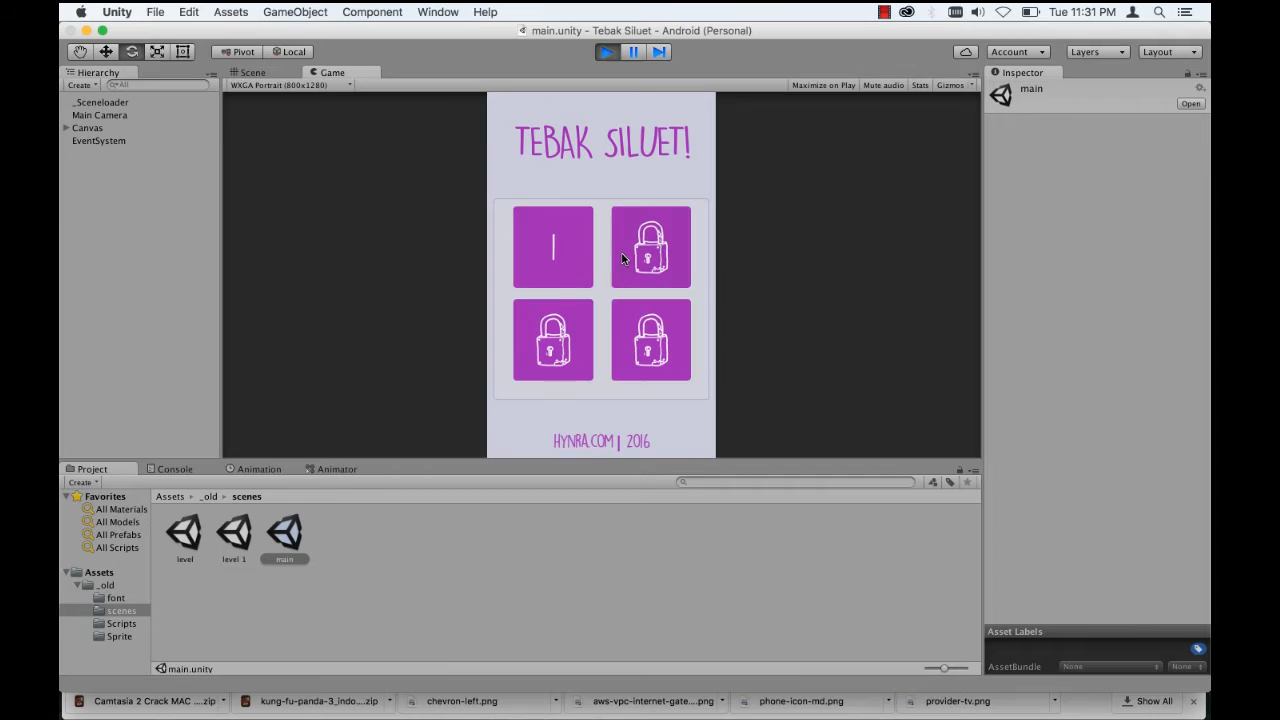 Unity File Edit Assets GameObject Component Window Help
Tue 11:31 PM
main.unity - Tebak Siluet - Android (Personal)
Pivot Local Account Layers Layout
Hierarchy Scene Game Inspector
Create All WXGA Portrait (800x1280) Maximize on Play Mute audio Stats Gizmos main
Open
_Sceneloader
Main Camera
Canvas
EventSystem
TEBAK SILUET!
1
HYNRA.COM | 2016
Project Console Animation Animator
Create
Favorites Assets _old scenes
All Materials
All Models
All Prefabs
All Scripts
level level 1 main
Assets
_old
font
scenes
Scripts
Sprite
Asset Labels
AssetBundle None None
main.unity
Camtasia 2 Crack MAC ....zip kung-fu-panda-3_indo....zip chevron-left.png aws-vpc-internet-gate....png phone-icon-md.png provider-tv.png Show All